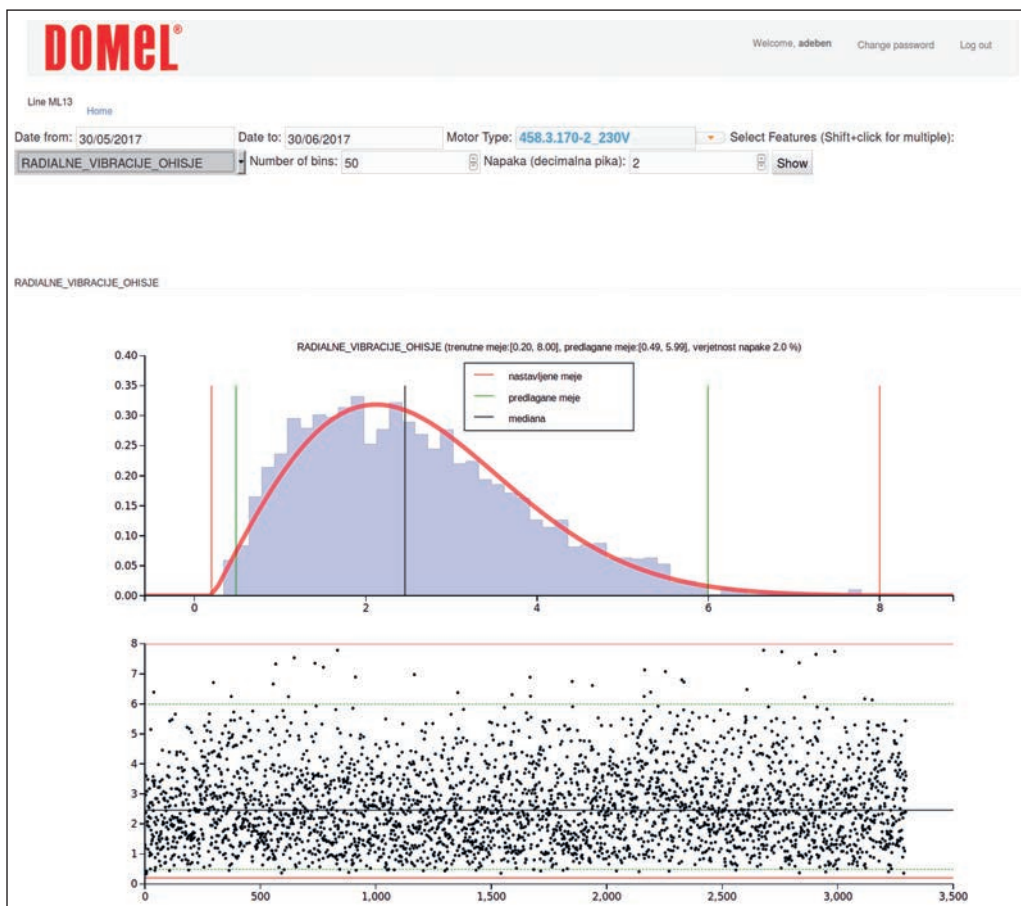 DOMEL®
Welcome, adeben Change password Log out
Line ML13 Home
Date from: 30/05/2017 Date to: 30/06/2017 Motor Type: 458.3.170-2_230V Select Features (Shift+click for multiple):
RADIALNE_VIBRACIJE_OHISJE Number of bins: 50 Napaka (decimalna pika): 2 Show
RADIALNE_VIBRACIJE_OHISJE
RADIALNE_VIBRACIJE_OHISJE (trenutne meje:[0.20, 8.00], predlagane meje:[0.49, 5.99], verjetnost napake 2.0 %)
nastavljene meje
predlagane meje
mediana
0.40
0.35
0.30
0.25
0.20
0.15
0.10
0.05
0.00
0 2 4 6 8
8
7
6
5
4
3
2
1
0
0 500 1,000 1,500 2,000 2,500 3,000 3,500